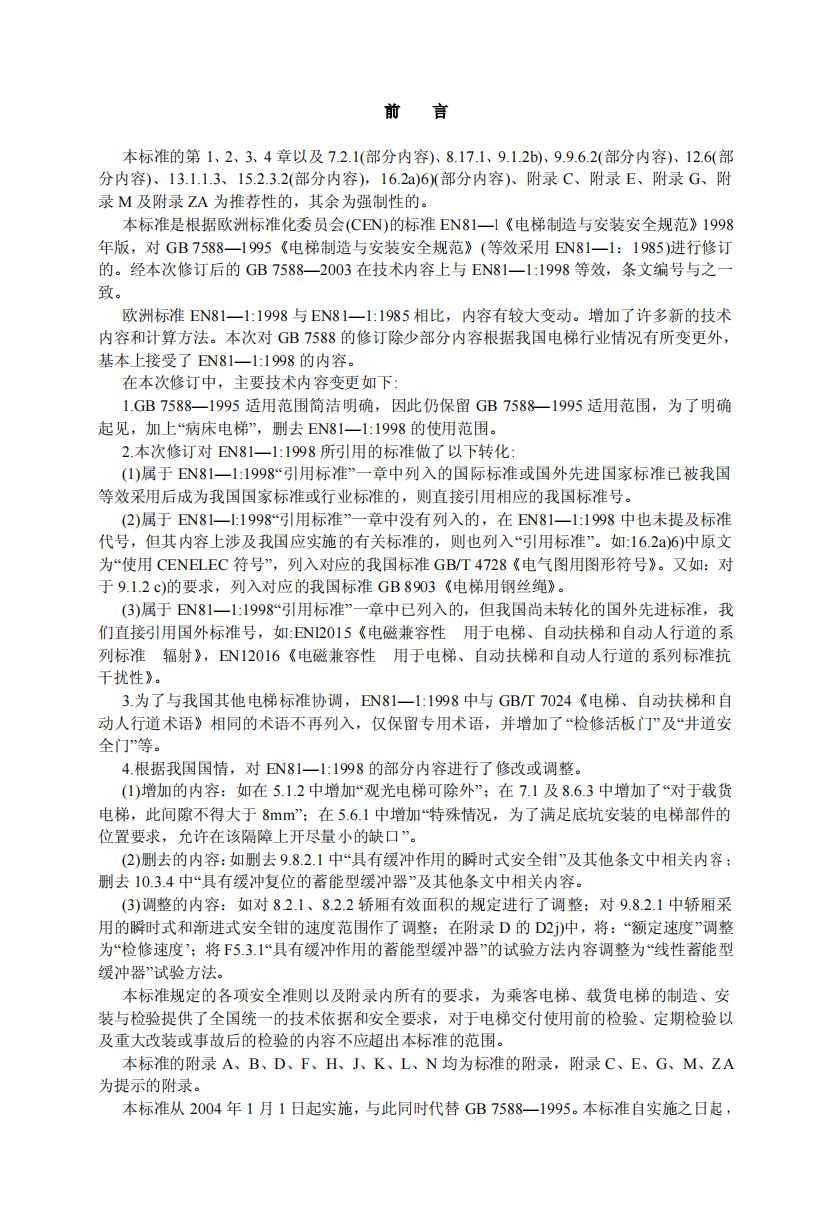 前　　言
本标准的第 1、2、3、4 章以及 7.2.1(部分内容)、8.17.1、9.1.2b)、9.9.6.2(部分内容)、12.6(部
分内容)、13.1.1.3、15.2.3.2(部分内容)，16.2a)6)(部分内容)、附录 C、附录 E、附录 G、附
录 M 及附录 ZA 为推荐性的，其余为强制性的。
本标准是根据欧洲标准化委员会(CEN)的标准 EN81—l《电梯制造与安装安全规范》1998
年版，对 GB 7588—1995《电梯制造与安装安全规范》(等效采用 EN81—1：1985)进行修订
的。经本次修订后的 GB 7588—2003 在技术内容上与 EN81—1:1998 等效，条文编号与之一
致。
欧洲标准 EN81—1:1998 与 EN81—1:1985 相比，内容有较大变动。增加了许多新的技术
内容和计算方法。本次对 GB 7588 的修订除少部分内容根据我国电梯行业情况有所变更外，
基本上接受了 EN81—1:1998 的内容。
在本次修订中，主要技术内容变更如下:
1.GB 7588—1995 适用范围简洁明确，因此仍保留 GB 7588—1995 适用范围，为了明确
起见，加上“病床电梯”，删去 EN81—1:1998 的使用范围。
2.本次修订对 EN81—1:1998 所引用的标准做了以下转化:
(1)属于 EN81—1:1998“引用标准”一章中列入的国际标准或国外先进国家标准已被我国
等效采用后成为我国国家标准或行业标准的，则直接引用相应的我国标准号。
(2)属于 EN81—l:1998“引用标准”一章中没有列入的，在 EN81—1:1998 中也未提及标准
代号，但其内容上涉及我国应实施的有关标准的，则也列入“引用标准”。如:16.2a)6)中原文
为“使用 CENELEC 符号”，列入对应的我国标准 GB/T 4728《电气图用图形符号》。又如：对
于 9.1.2 c)的要求，列入对应的我国标准 GB 8903《电梯用钢丝绳》。
(3)属于 EN81—1:1998“引用标准”一章中已列入的，但我国尚未转化的国外先进标准，我
们直接引用国外标准号，如:ENl2015《电磁兼容性　用于电梯、自动扶梯和自动人行道的系
列标准　辐射》，EN12016《电磁兼容性　用于电梯、自动扶梯和自动人行道的系列标准抗
干扰性》。
3.为了与我国其他电梯标准协调，EN81—1:1998 中与 GB/T 7024《电梯、自动扶梯和自
动人行道术语》相同的术语不再列入，仅保留专用术语，并增加了“检修活板门”及“井道安
全门”等。
4.根据我国国情，对 EN81—1:1998 的部分内容进行了修改或调整。
(1)增加的内容：如在 5.1.2 中增加“观光电梯可除外”；在 7.1 及 8.6.3 中增加了“对于载货
电梯，此间隙不得大于 8mm”；在 5.6.1 中增加“特殊情况，为了满足底坑安装的电梯部件的
位置要求，允许在该隔障上开尽量小的缺口”。
(2)删去的内容：如删去 9.8.2.1 中“具有缓冲作用的瞬时式安全钳”及其他条文中相关内容；
删去 10.3.4 中“具有缓冲复位的蓄能型缓冲器”及其他条文中相关内容。
(3)调整的内容：如对 8.2.1、8.2.2 轿厢有效面积的规定进行了调整；对 9.8.2.1 中轿厢采
用的瞬时式和渐进式安全钳的速度范围作了调整；在附录 D 的 D2j)中，将：“额定速度”调整
为“检修速度’；将 F5.3.1“具有缓冲作用的蓄能型缓冲器”的试验方法内容调整为“线性蓄能型
缓冲器”试验方法。
本标准规定的各项安全准则以及附录内所有的要求，为乘客电梯、载货电梯的制造、安
装与检验提供了全国统一的技术依据和安全要求，对于电梯交付使用前的检验、定期检验以
及重大改装或事故后的检验的内容不应超出本标准的范围。
本标准的附录 A、B、D、F、H、J、K、L、N 均为标准的附录，附录 C、E、G、M、ZA
为提示的附录。
本标准从 2004 年 1 月 1 日起实施，与此同时代替 GB 7588—1995。本标准自实施之日起，